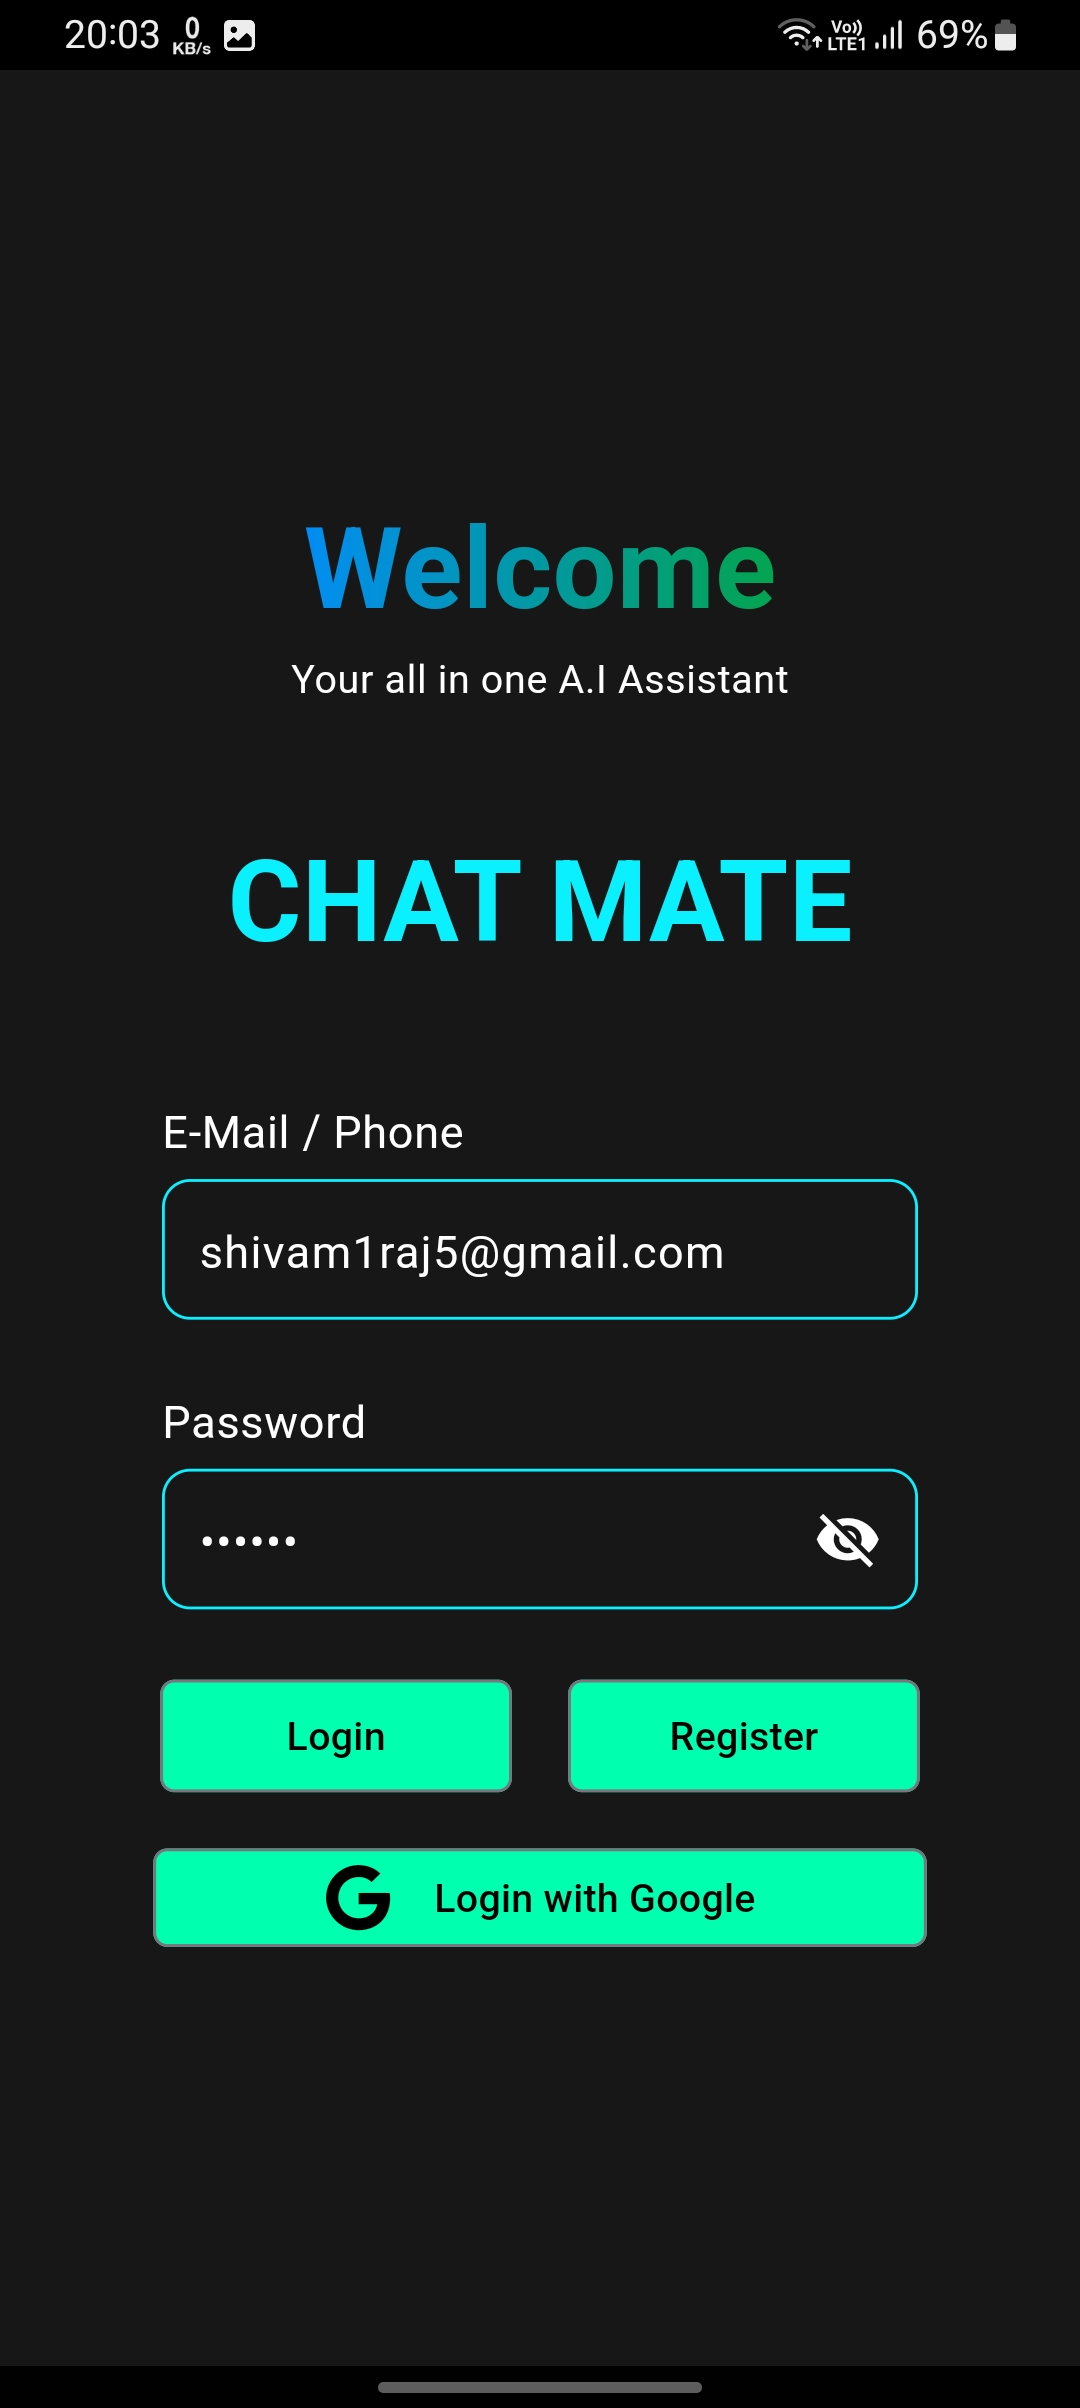 20:03 0 KB/s Vo)) LTE1 69%
Welcome
Your all in one A.I Assistant
CHAT MATE
E-Mail / Phone
shivam1raj5@gmail.com
Password
••••••
Login Register
G Login with Google